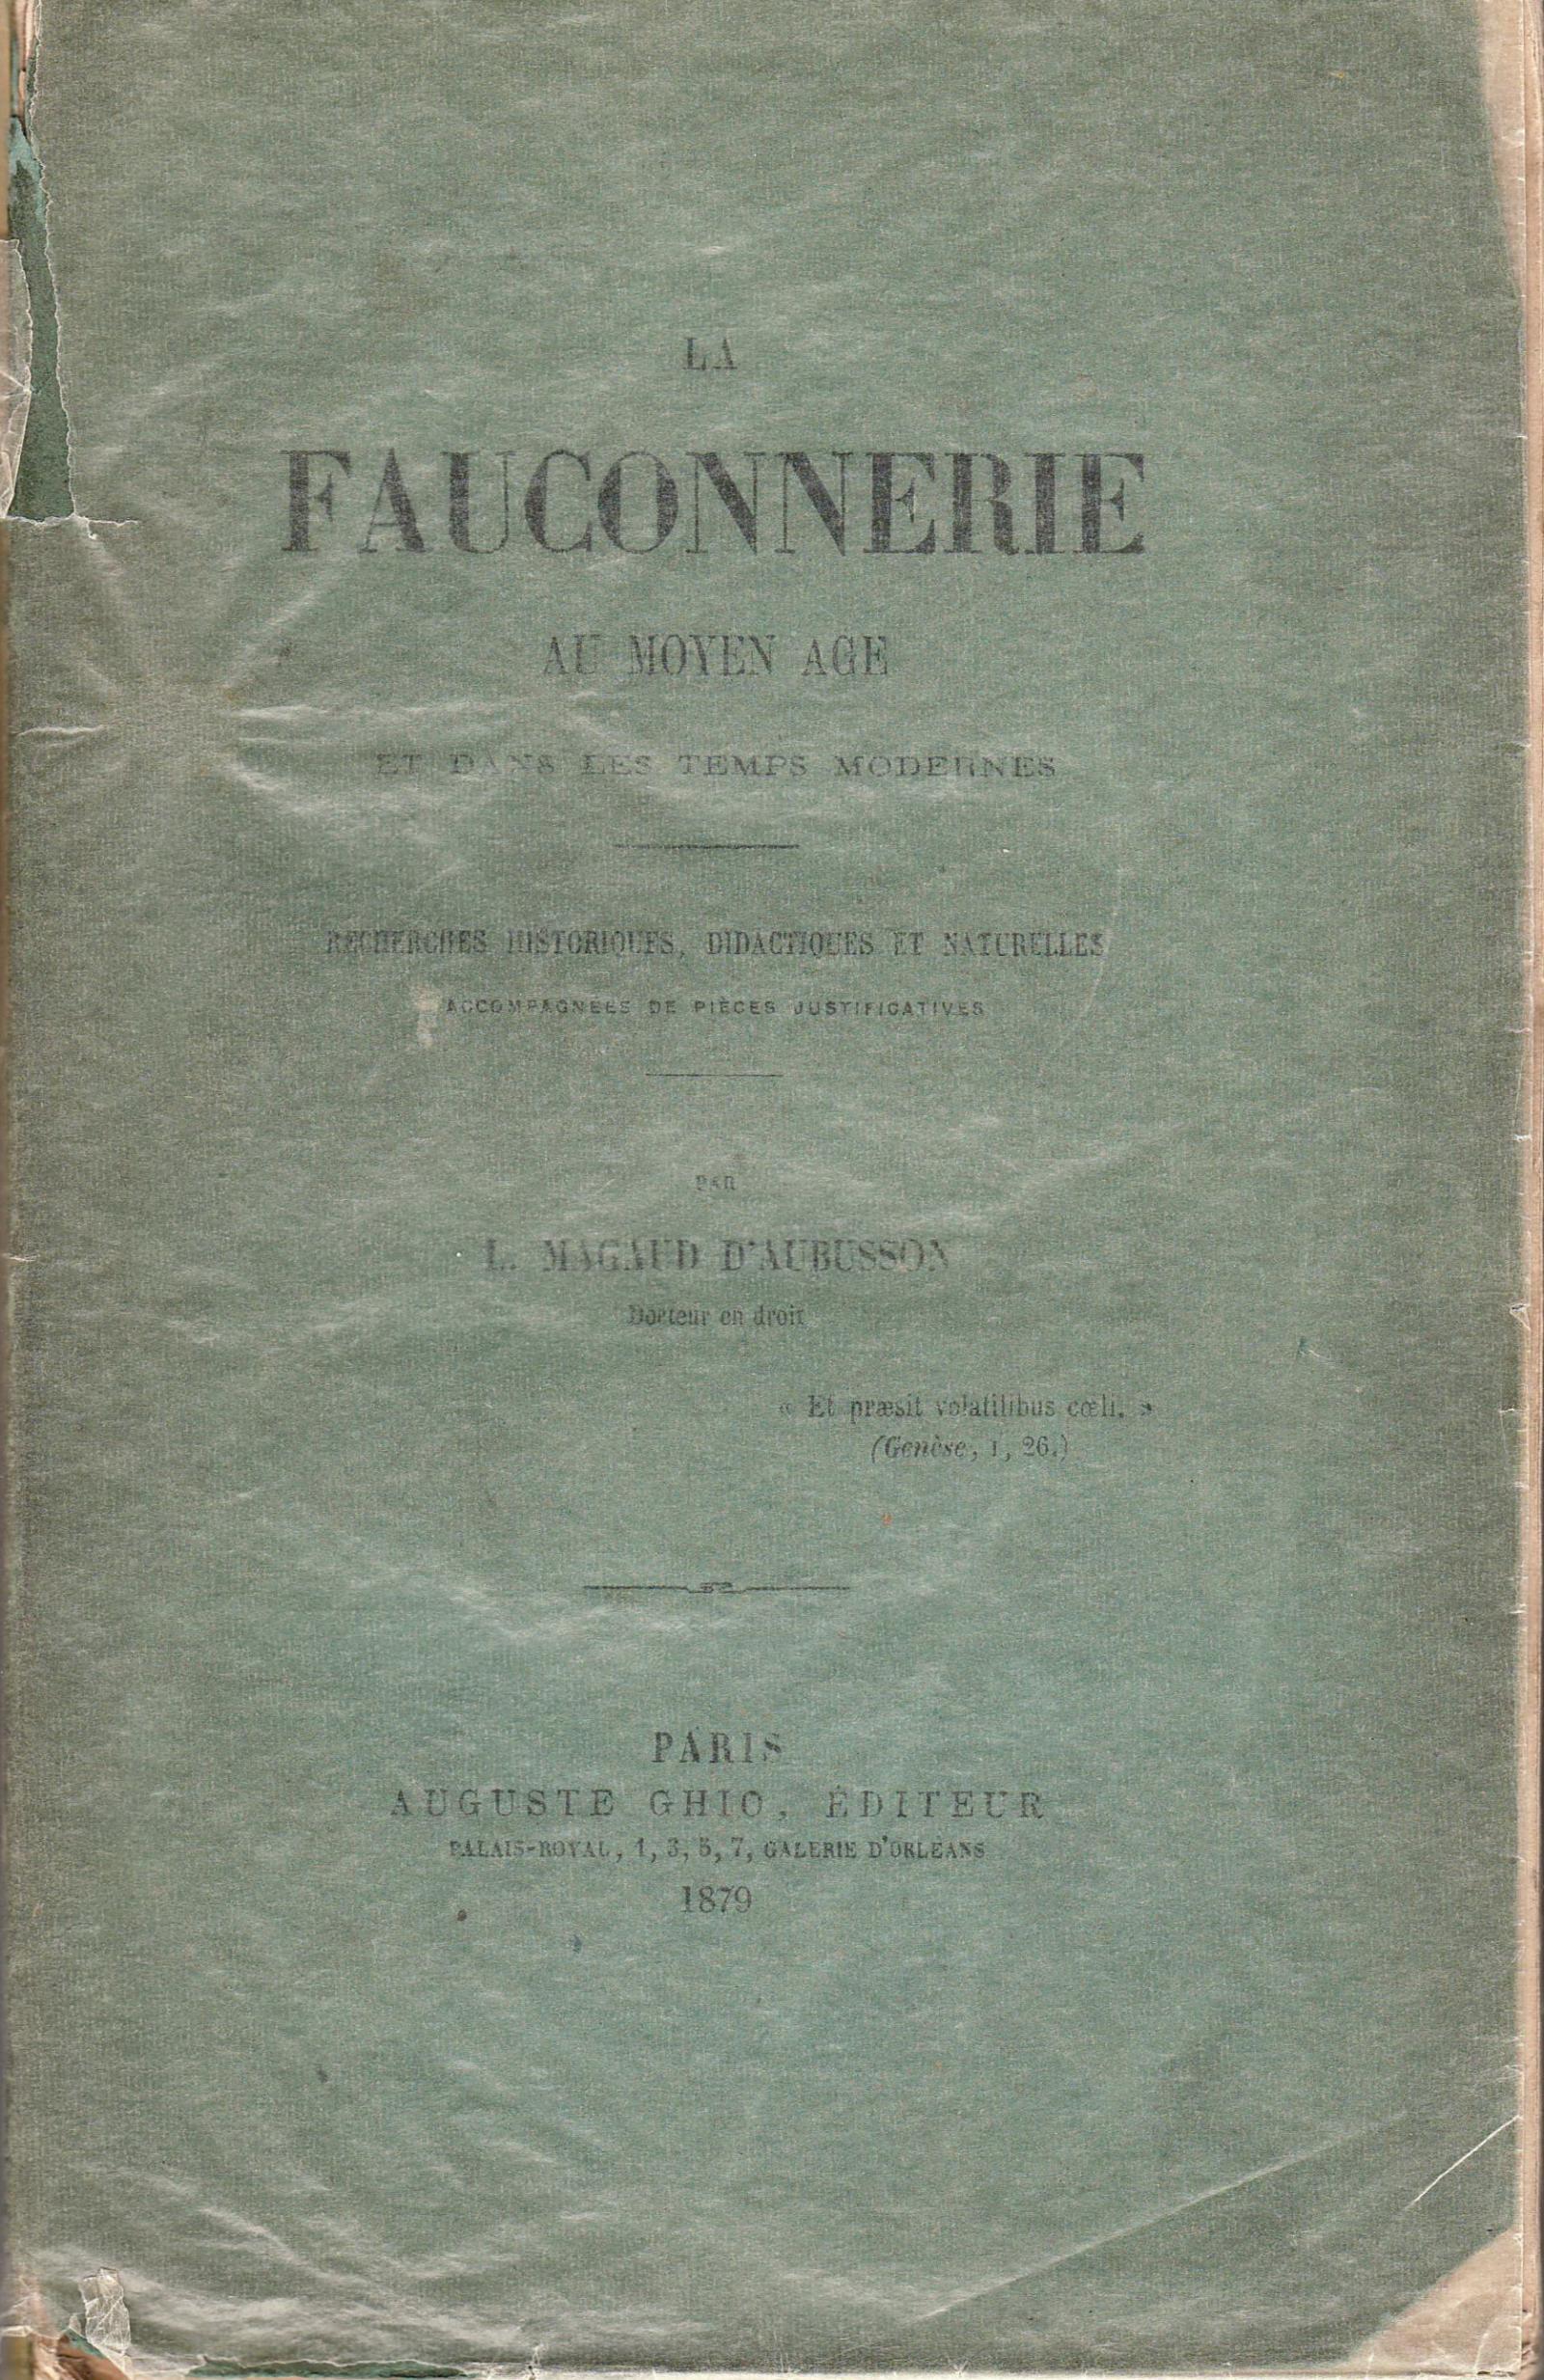 LA
FAUCONNERIE
AU MOYEN AGE
ET DANS LES TEMPS MODERNES
RECHERCHES HISTORIQUES, DIDACTIQUES ET NATURELLES
ACCOMPAGNÉES DE PIÈCES JUSTIFICATIVES
PAR
L. MAGAUD D'AUBUSSON
Docteur en droit
« Et præsit volatilibus cœli. »
(Genèse, I, 26.)
PARIS
AUGUSTE GHIO, ÉDITEUR
PALAIS-ROYAL, 1, 3, 5, 7, GALERIE D'ORLÉANS
1879